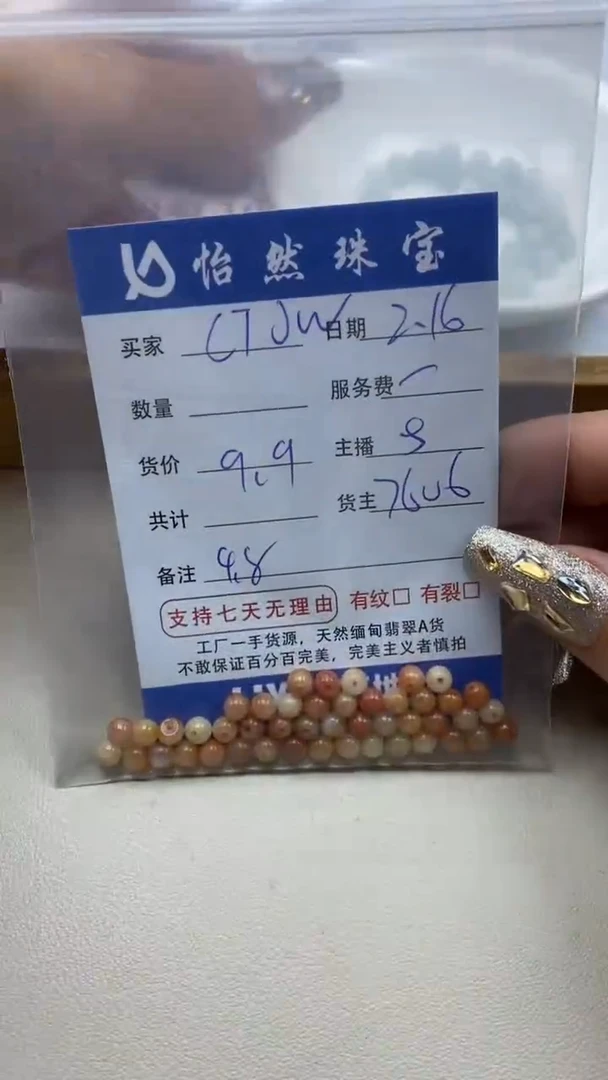 怡然珠宝
买家 CTJW 日期 2.16
数量 服务费
货价 9.9 主播 S
共计 货主 76U6
备注 4.8
支持七天无理由 有纹□ 有裂□
工厂一手货源，天然缅甸翡翠A货
不敢保证百分百完美，完美主义者慎拍